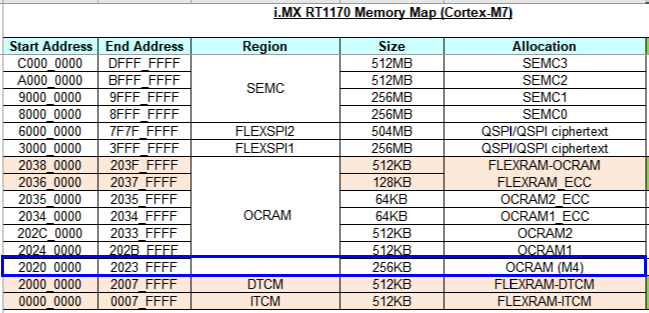 i.MX RT1170 Memory Map (Cortex-M7)
Start Address End Address Region Size Allocation
C000_0000 DFFF_FFFF 512MB SEMC3
A000_0000 BFFF_FFFF 512MB SEMC2
SEMC
9000_0000 9FFF_FFFF 256MB SEMC1
8000_0000 8FFF_FFFF 256MB SEMC0
6000_0000 7F7F_FFFF FLEXSPI2 504MB QSPI/QSPI ciphertext
3000_0000 3FFF_FFFF FLEXSPI1 256MB QSPI/QSPI ciphertext
2038_0000 203F_FFFF 512KB FLEXRAM-OCRAM
2036_0000 2037_FFFF 128KB FLEXRAM_ECC
2035_0000 2035_FFFF 64KB OCRAM2_ECC
2034_0000 2034_FFFF OCRAM 64KB OCRAM1_ECC
202C_0000 2033_FFFF 512KB OCRAM2
2024_0000 202B_FFFF 512KB OCRAM1
2020_0000 2023_FFFF 256KB OCRAM (M4)
2000_0000 2007_FFFF DTCM 512KB FLEXRAM-DTCM
0000_0000 0007_FFFF ITCM 512KB FLEXRAM-ITCM